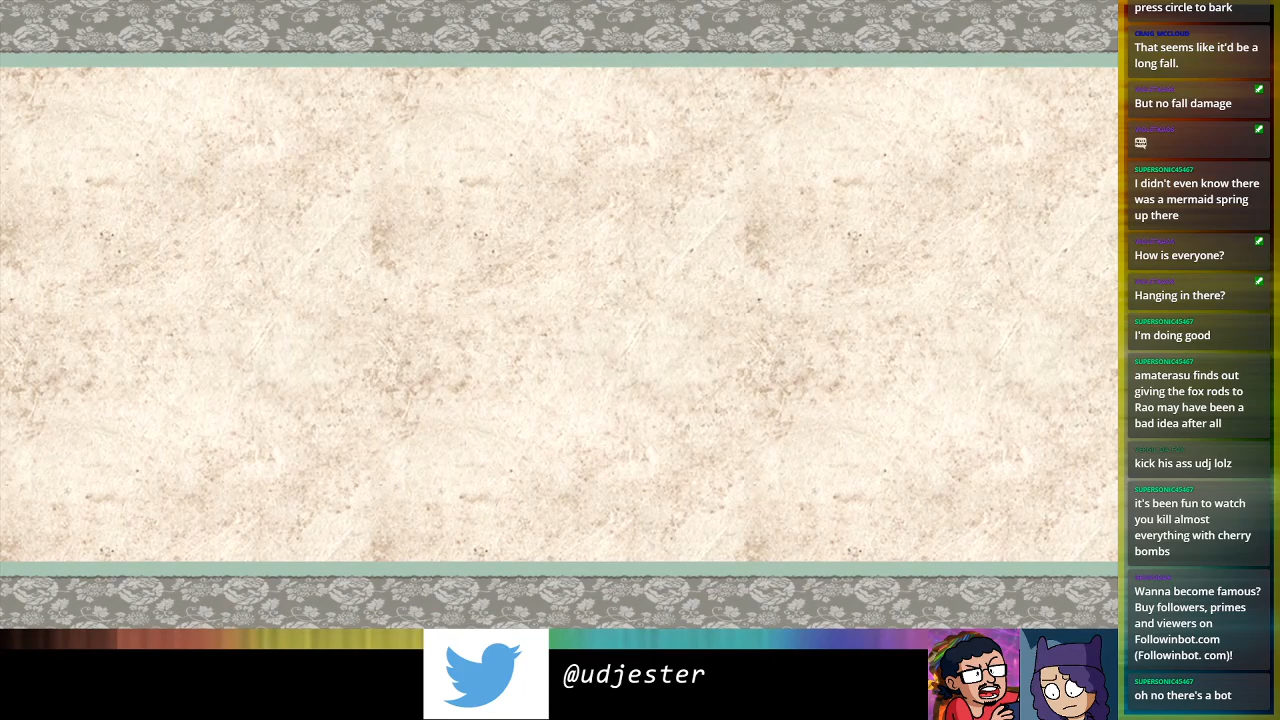 @udjester
press circle to bark
CRAIG_MCCLOUD
That seems like it'd be a
long fall.
But no fall damage
SUPERSONIC45467
I didn't even know there
was a mermaid spring
up there
How is everyone?
Hanging in there?
SUPERSONIC45467
I'm doing good
SUPERSONIC45467
amaterasu finds out
giving the fox rods to
Rao may have been a
bad idea after all
kick his ass udj lolz
SUPERSONIC45467
it's been fun to watch
you kill almost
everything with cherry
bombs
Wanna become famous?
Buy followers, primes
and viewers on
Followinbot.com
(Followinbot. com)!
SUPERSONIC45467
oh no there's a bot